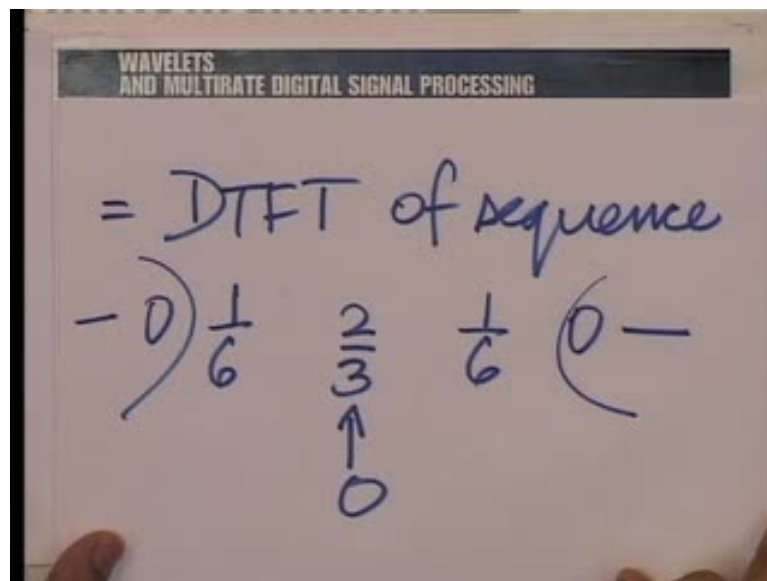 WAVELETS
AND MULTIRATE DIGITAL SIGNAL PROCESSING
= DTFT of sequence
- 0) 1/6 2/3 1/6 (0 -
↑
0